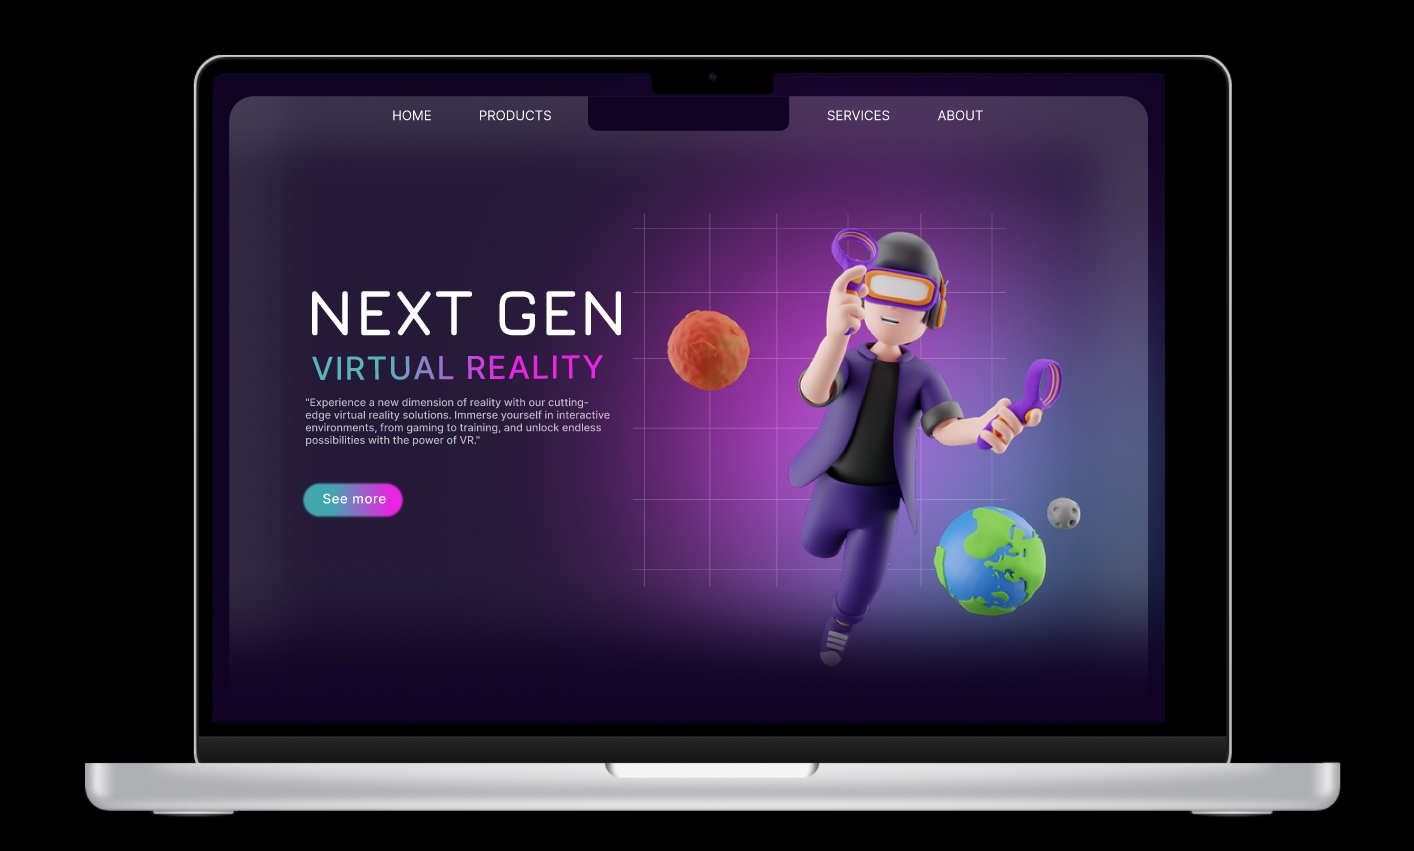 HOME PRODUCTS SERVICES ABOUT
NEXT GEN
VIRTUAL REALITY
"Experience a new dimension of reality with our cutting-
edge virtual reality solutions. Immerse yourself in interactive
environments, from gaming to training, and unlock endless
possibilities with the power of VR."
See more